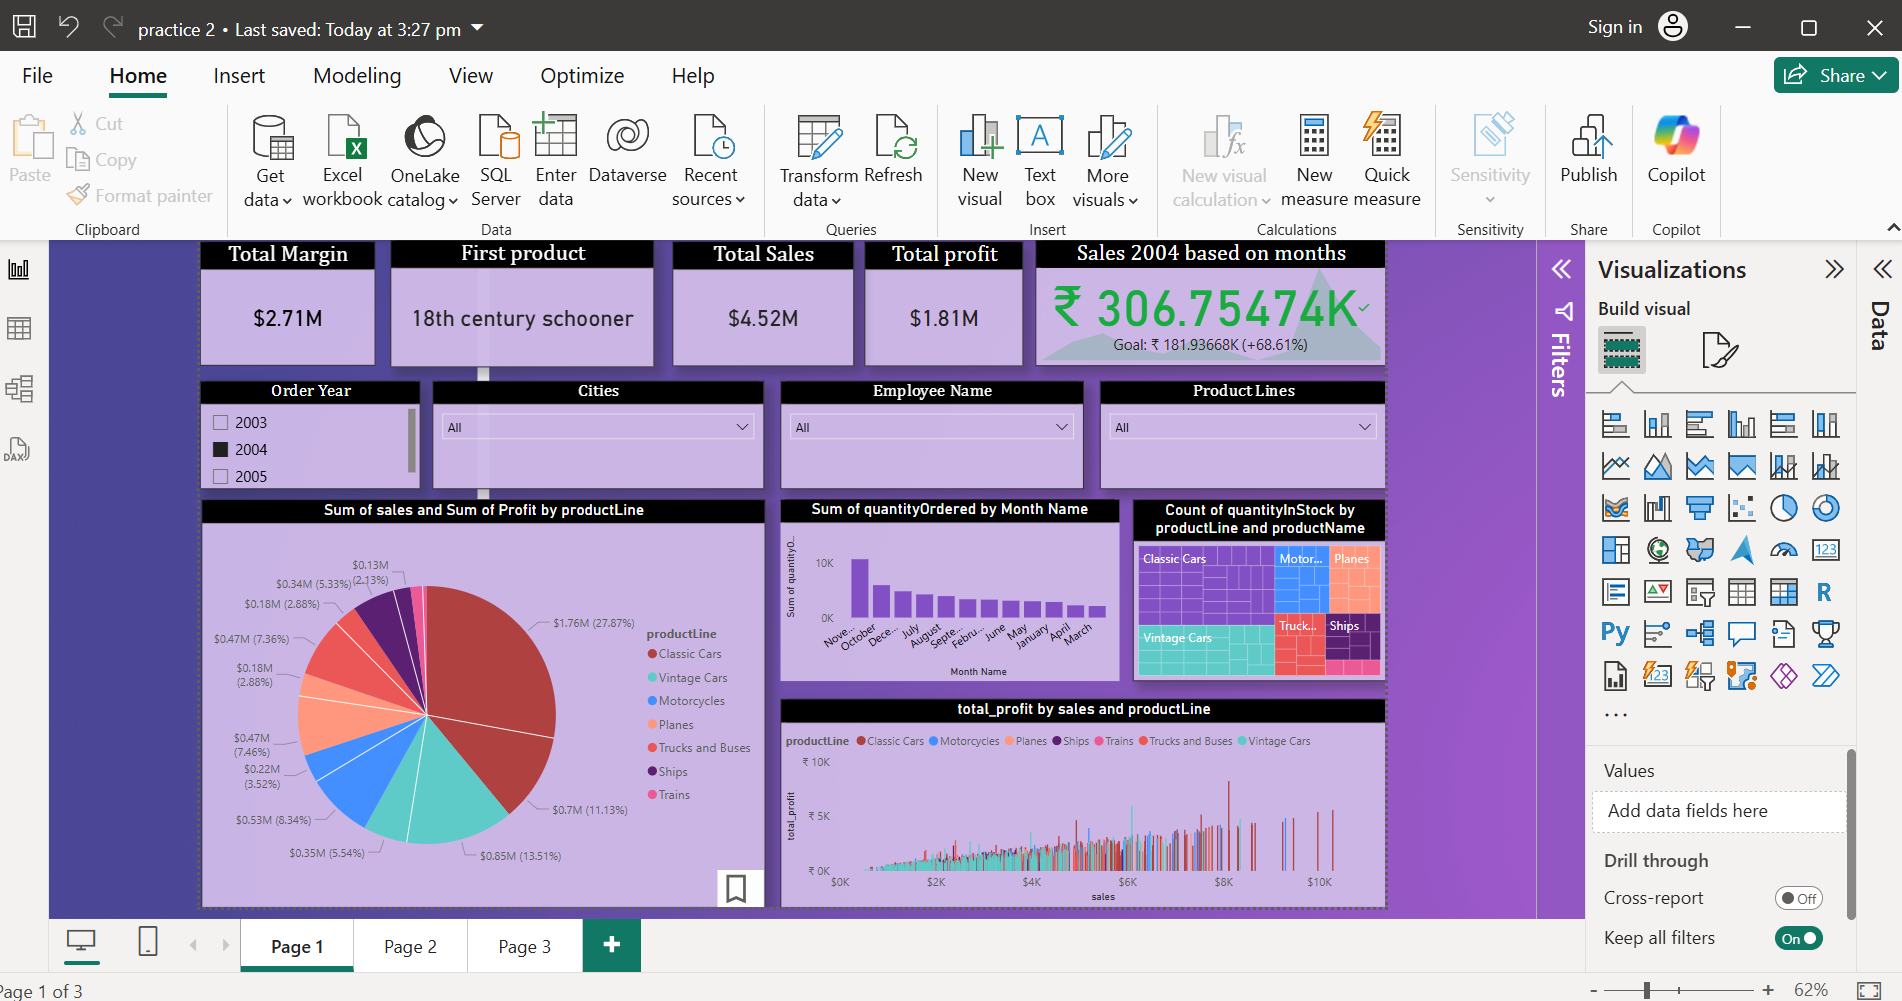 practice 2 • Last saved: Today at 3:27 pm
Sign in
File Home Insert Modeling View Optimize Help
Share
Paste
Cut
Copy
Format painter
Clipboard
Get data
Excel workbook
OneLake catalog
SQL Server
Enter data
Dataverse
Recent sources
Data
Transform data
Refresh
Queries
New visual
Text box
More visuals
Insert
New visual calculation
New measure
Quick measure
Calculations
Sensitivity
Sensitivity
Publish
Share
Copilot
Copilot
DAX
Total Margin
$2.71M
First product
18th century schooner
Total Sales
$4.52M
Total profit
$1.81M
Sales 2004 based on months
₹ 306.75474K
Goal: ₹ 181.93668K (+68.61%)
Order Year
2003
2004
2005
Cities
All
Employee Name
All
Product Lines
All
Sum of sales and Sum of Profit by productLine
$0.13M
(2.13%)
$0.34M (5.33%)
$0.18M (2.88%)
$0.47M (7.36%)
$0.18M
(2.88%)
$0.47M
(7.46%)
$0.22M
(3.52%)
$0.53M (8.34%)
$0.35M (5.54%)
$0.85M (13.51%)
$0.7M (11.13%)
$1.76M (27.87%)
productLine
Classic Cars
Vintage Cars
Motorcycles
Planes
Trucks and Buses
Ships
Trains
Sum of quantityOrdered by Month Name
Sum of quantityO...
10K
0K
Nove...
October
Dece...
July
August
Septe...
Febru...
June
May
January
April
March
Month Name
Count of quantityInStock by
productLine and productName
Classic Cars
Motor...
Planes
Vintage Cars
Truck...
Ships
total_profit by sales and productLine
productLine Classic Cars Motorcycles Planes Ships Trains Trucks and Buses Vintage Cars
total_profit
₹ 10K
₹ 5K
₹ 0K
$0K $2K $4K $6K $8K $10K
sales
Filters
Visualizations
Build visual
123
R
Py
123
...
Values
Add data fields here
Drill through
Cross-report
Off
Keep all filters
On
Data
Page 1 Page 2 Page 3 +
Page 1 of 3
- + 62%